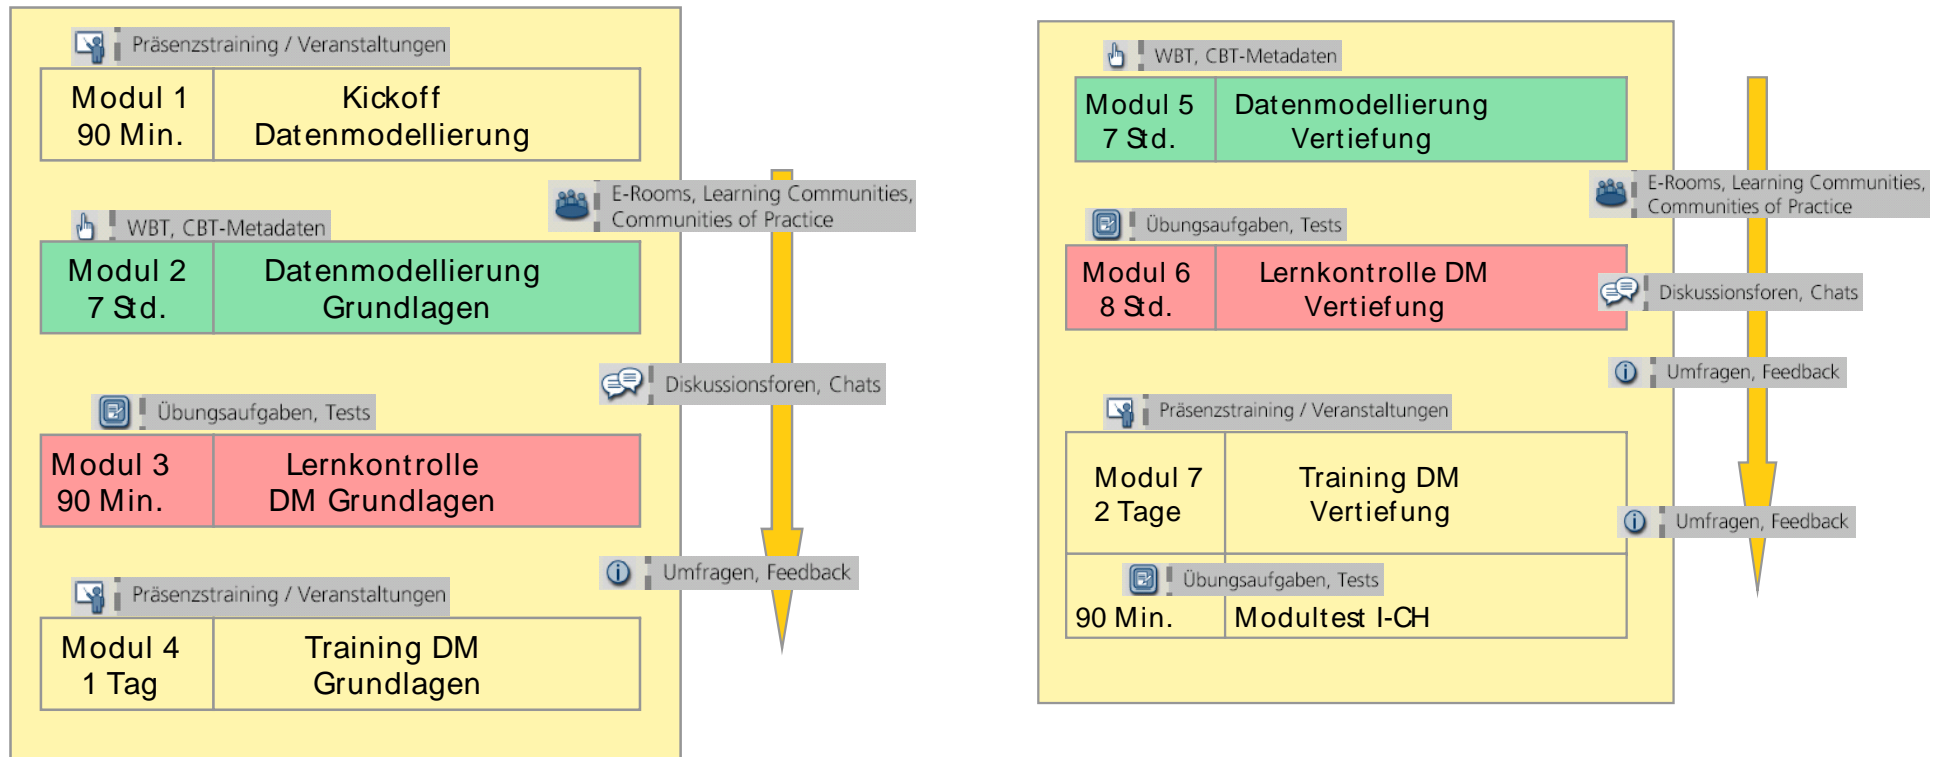 Präsenztraining / Veranstaltungen
Modul 1
90 Min.
Kickoff
Datenmodellierung
E-Rooms, Learning Communities,
Communities of Practice
WBT, CBT-Metadaten
Modul 2
7 Std.
Datenmodellierung
Grundlagen
Diskussionsforen, Chats
Übungsaufgaben, Tests
Modul 3
90 Min.
Lernkontrolle
DM Grundlagen
Umfragen, Feedback
Präsenztraining / Veranstaltungen
Modul 4
1 Tag
Training DM
Grundlagen
WBT, CBT-Metadaten
Modul 5
7 Std.
Datenmodellierung
Vertiefung
E-Rooms, Learning Communities,
Communities of Practice
Übungsaufgaben, Tests
Modul 6
8 Std.
Lernkontrolle DM
Vertiefung
Diskussionsforen, Chats
Umfragen, Feedback
Präsenztraining / Veranstaltungen
Modul 7
2 Tage
Training DM
Vertiefung
Umfragen, Feedback
Übungsaufgaben, Tests
90 Min.
Modultest I-CH